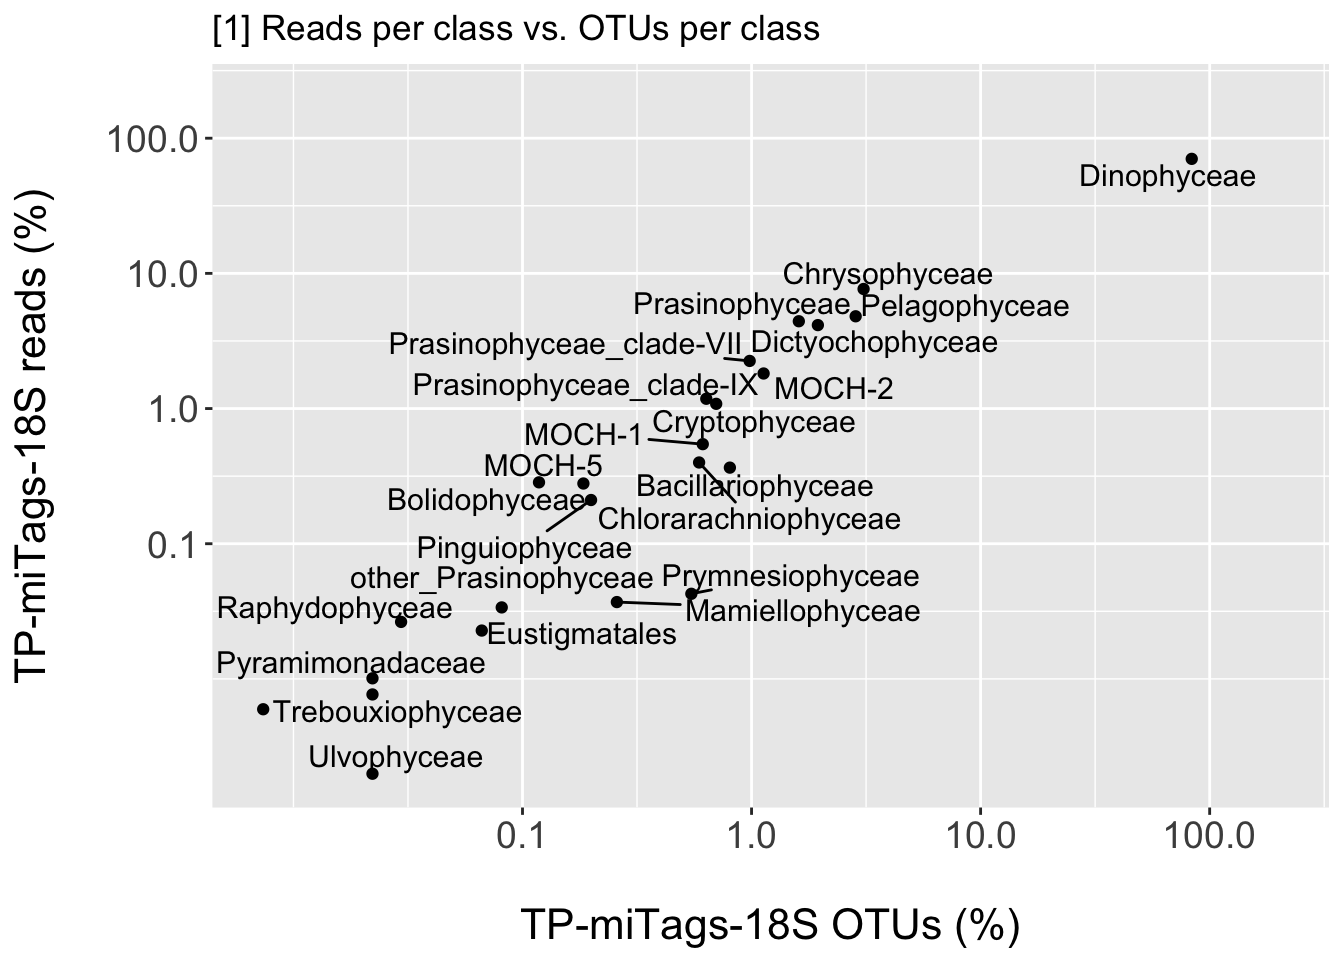 [1] Reads per class vs. OTUs per class
TP-miTags-18S reads (%)
100.0
10.0
1.0
0.1
Dinophyceae
Chrysophyceae
Prasinophyceae
Pelagophyceae
Prasinophyceae_clade-VII
Dictyochophyceae
Prasinophyceae_clade-IX
MOCH-2
Cryptophyceae
MOCH-1
MOCH-5
Bacillariophyceae
Bolidophyceae
Chlorarachniophyceae
Pinguiophyceae
other_Prasinophyceae
Prymnesiophyceae
Raphydophyceae
Mamiellophyceae
Eustigmatales
Pyramimonadaceae
Trebouxiophyceae
Ulvophyceae
0.1
1.0
10.0
100.0
TP-miTags-18S OTUs (%)